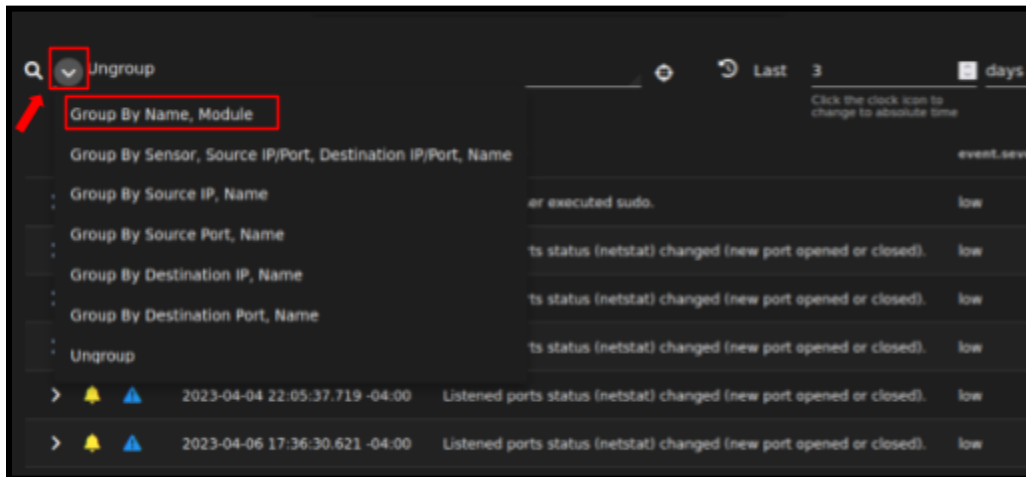 Ungroup
Last 3 days
Click the clock icon to
change to absolute time
Group By Name, Module
Group By Sensor, Source IP/Port, Destination IP/Port, Name
event.seve
Group By Source IP, Name
er executed sudo. low
Group By Source Port, Name
ts status (netstat) changed (new port opened or closed). low
Group By Destination IP, Name
ts status (netstat) changed (new port opened or closed). low
Group By Destination Port, Name
Ungroup
ts status (netstat) changed (new port opened or closed). low
2023-04-04 22:05:37.719 -04:00 Listened ports status (netstat) changed (new port opened or closed). low
2023-04-06 17:36:30.621 -04:00 Listened ports status (netstat) changed (new port opened or closed). low